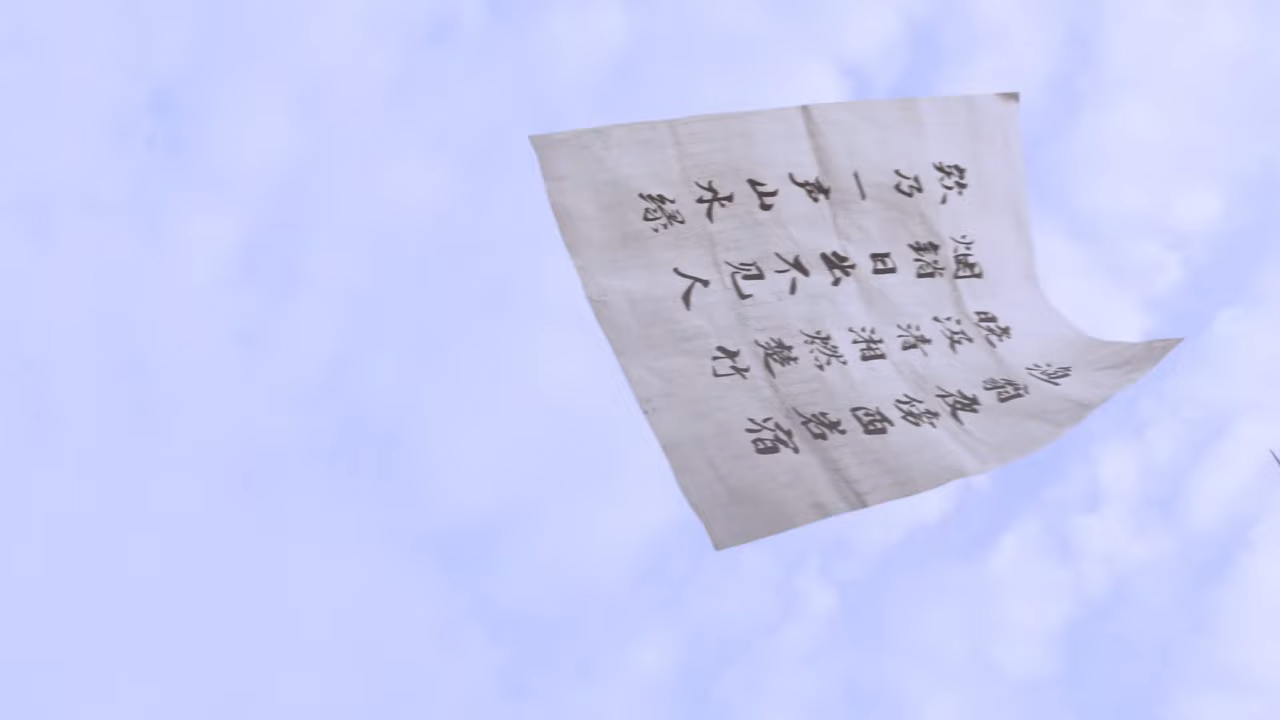 渔翁夜傍西岩宿
晓汲清湘燃楚竹
烟銷日出不见人
欸乃一声山水绿